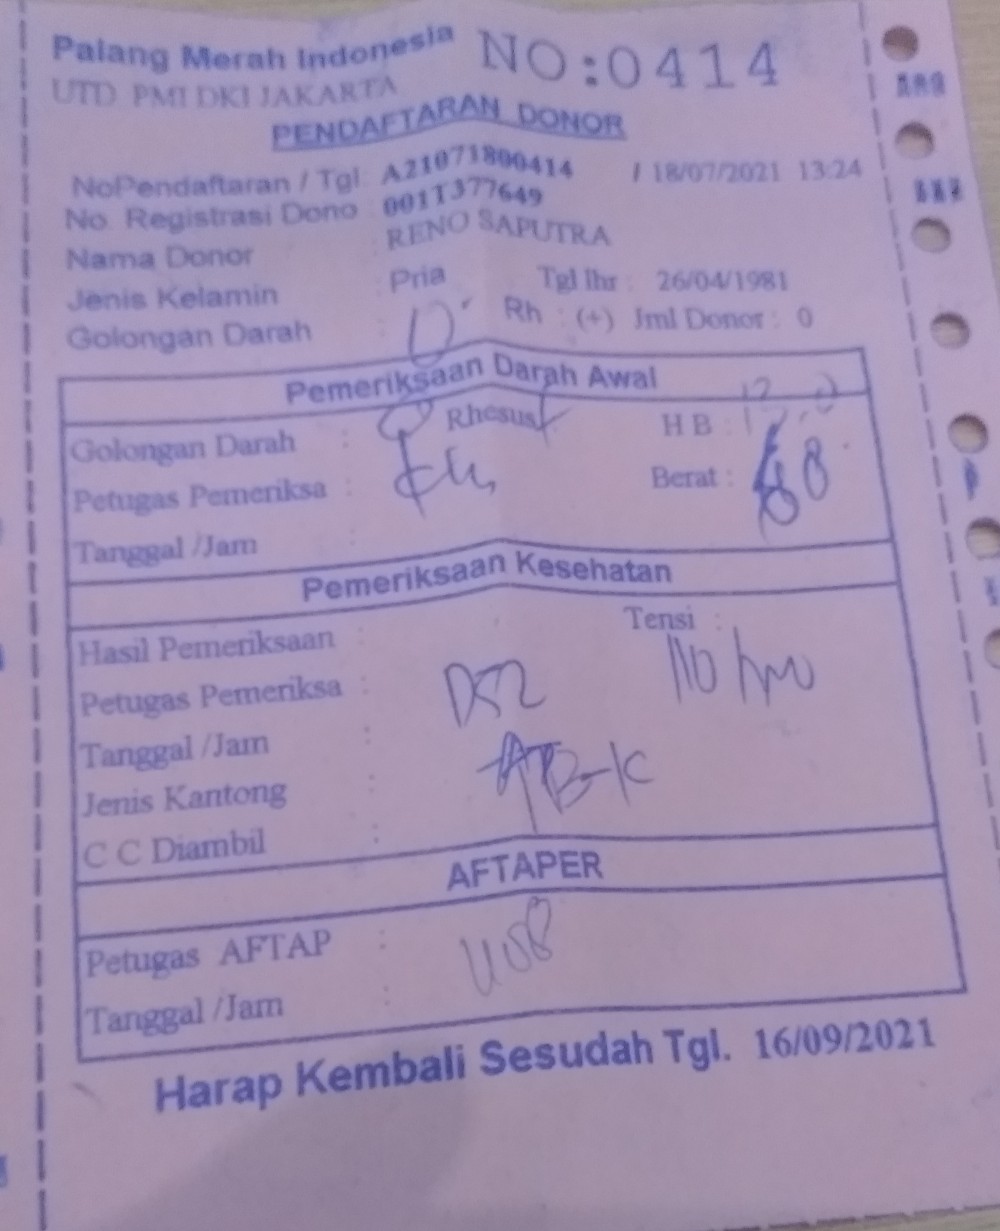 Palang Merah Indonesia NO:0414
UTD PMI DKI JAKARTA
PENDAFTARAN DONOR
NoPendaftaran / Tgl A21071800414 / 18/07/2021 13:24
No. Registrasi Dono : 001T377649
Nama Donor RENO SAPUTRA
Jenis Kelamin : Pria Tgl lhr : 26/04/1981
Golongan Darah : Rh : (+) Jml Donor : 0
Pemeriksaan Darah Awal
Golongan Darah : Rhesus H B :
Petugas Pemeriksa : Berat : 68
Tanggal /Jam :
Pemeriksaan Kesehatan
Hasil Pemeriksaan : Tensi :
Petugas Pemeriksa : D52 110/
Tanggal /Jam :
Jenis Kantong :
C C Diambil :
AFTAPER
Petugas AFTAP :
Tanggal /Jam :
Harap Kembali Sesudah Tgl. 16/09/2021